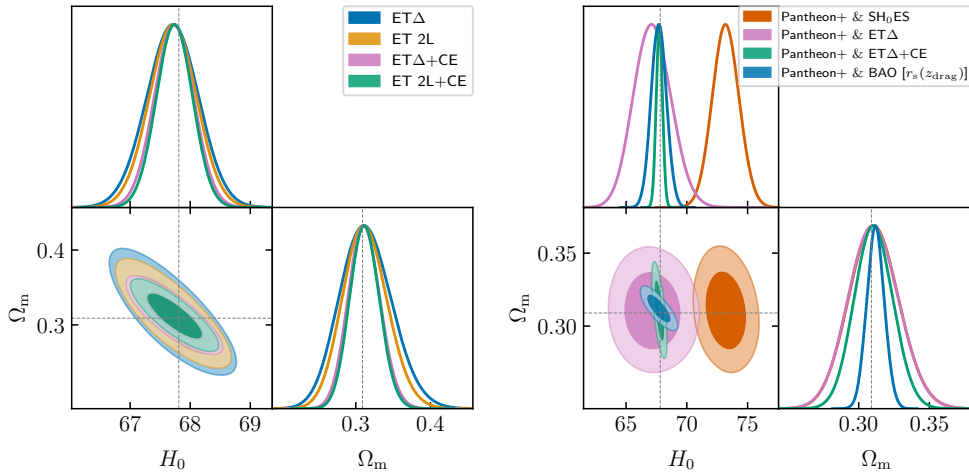 ETΔ
ET 2L
ETΔ+CE
ET 2L+CE
0.4
0.3
Ωm
67
68
69
H0
0.3
0.4
Ωm
Pantheon+ & SH0ES
Pantheon+ & ETΔ
Pantheon+ & ETΔ+CE
Pantheon+ & BAO [rs(zdrag)]
0.35
0.30
Ωm
65
70
75
H0
0.30
0.35
Ωm